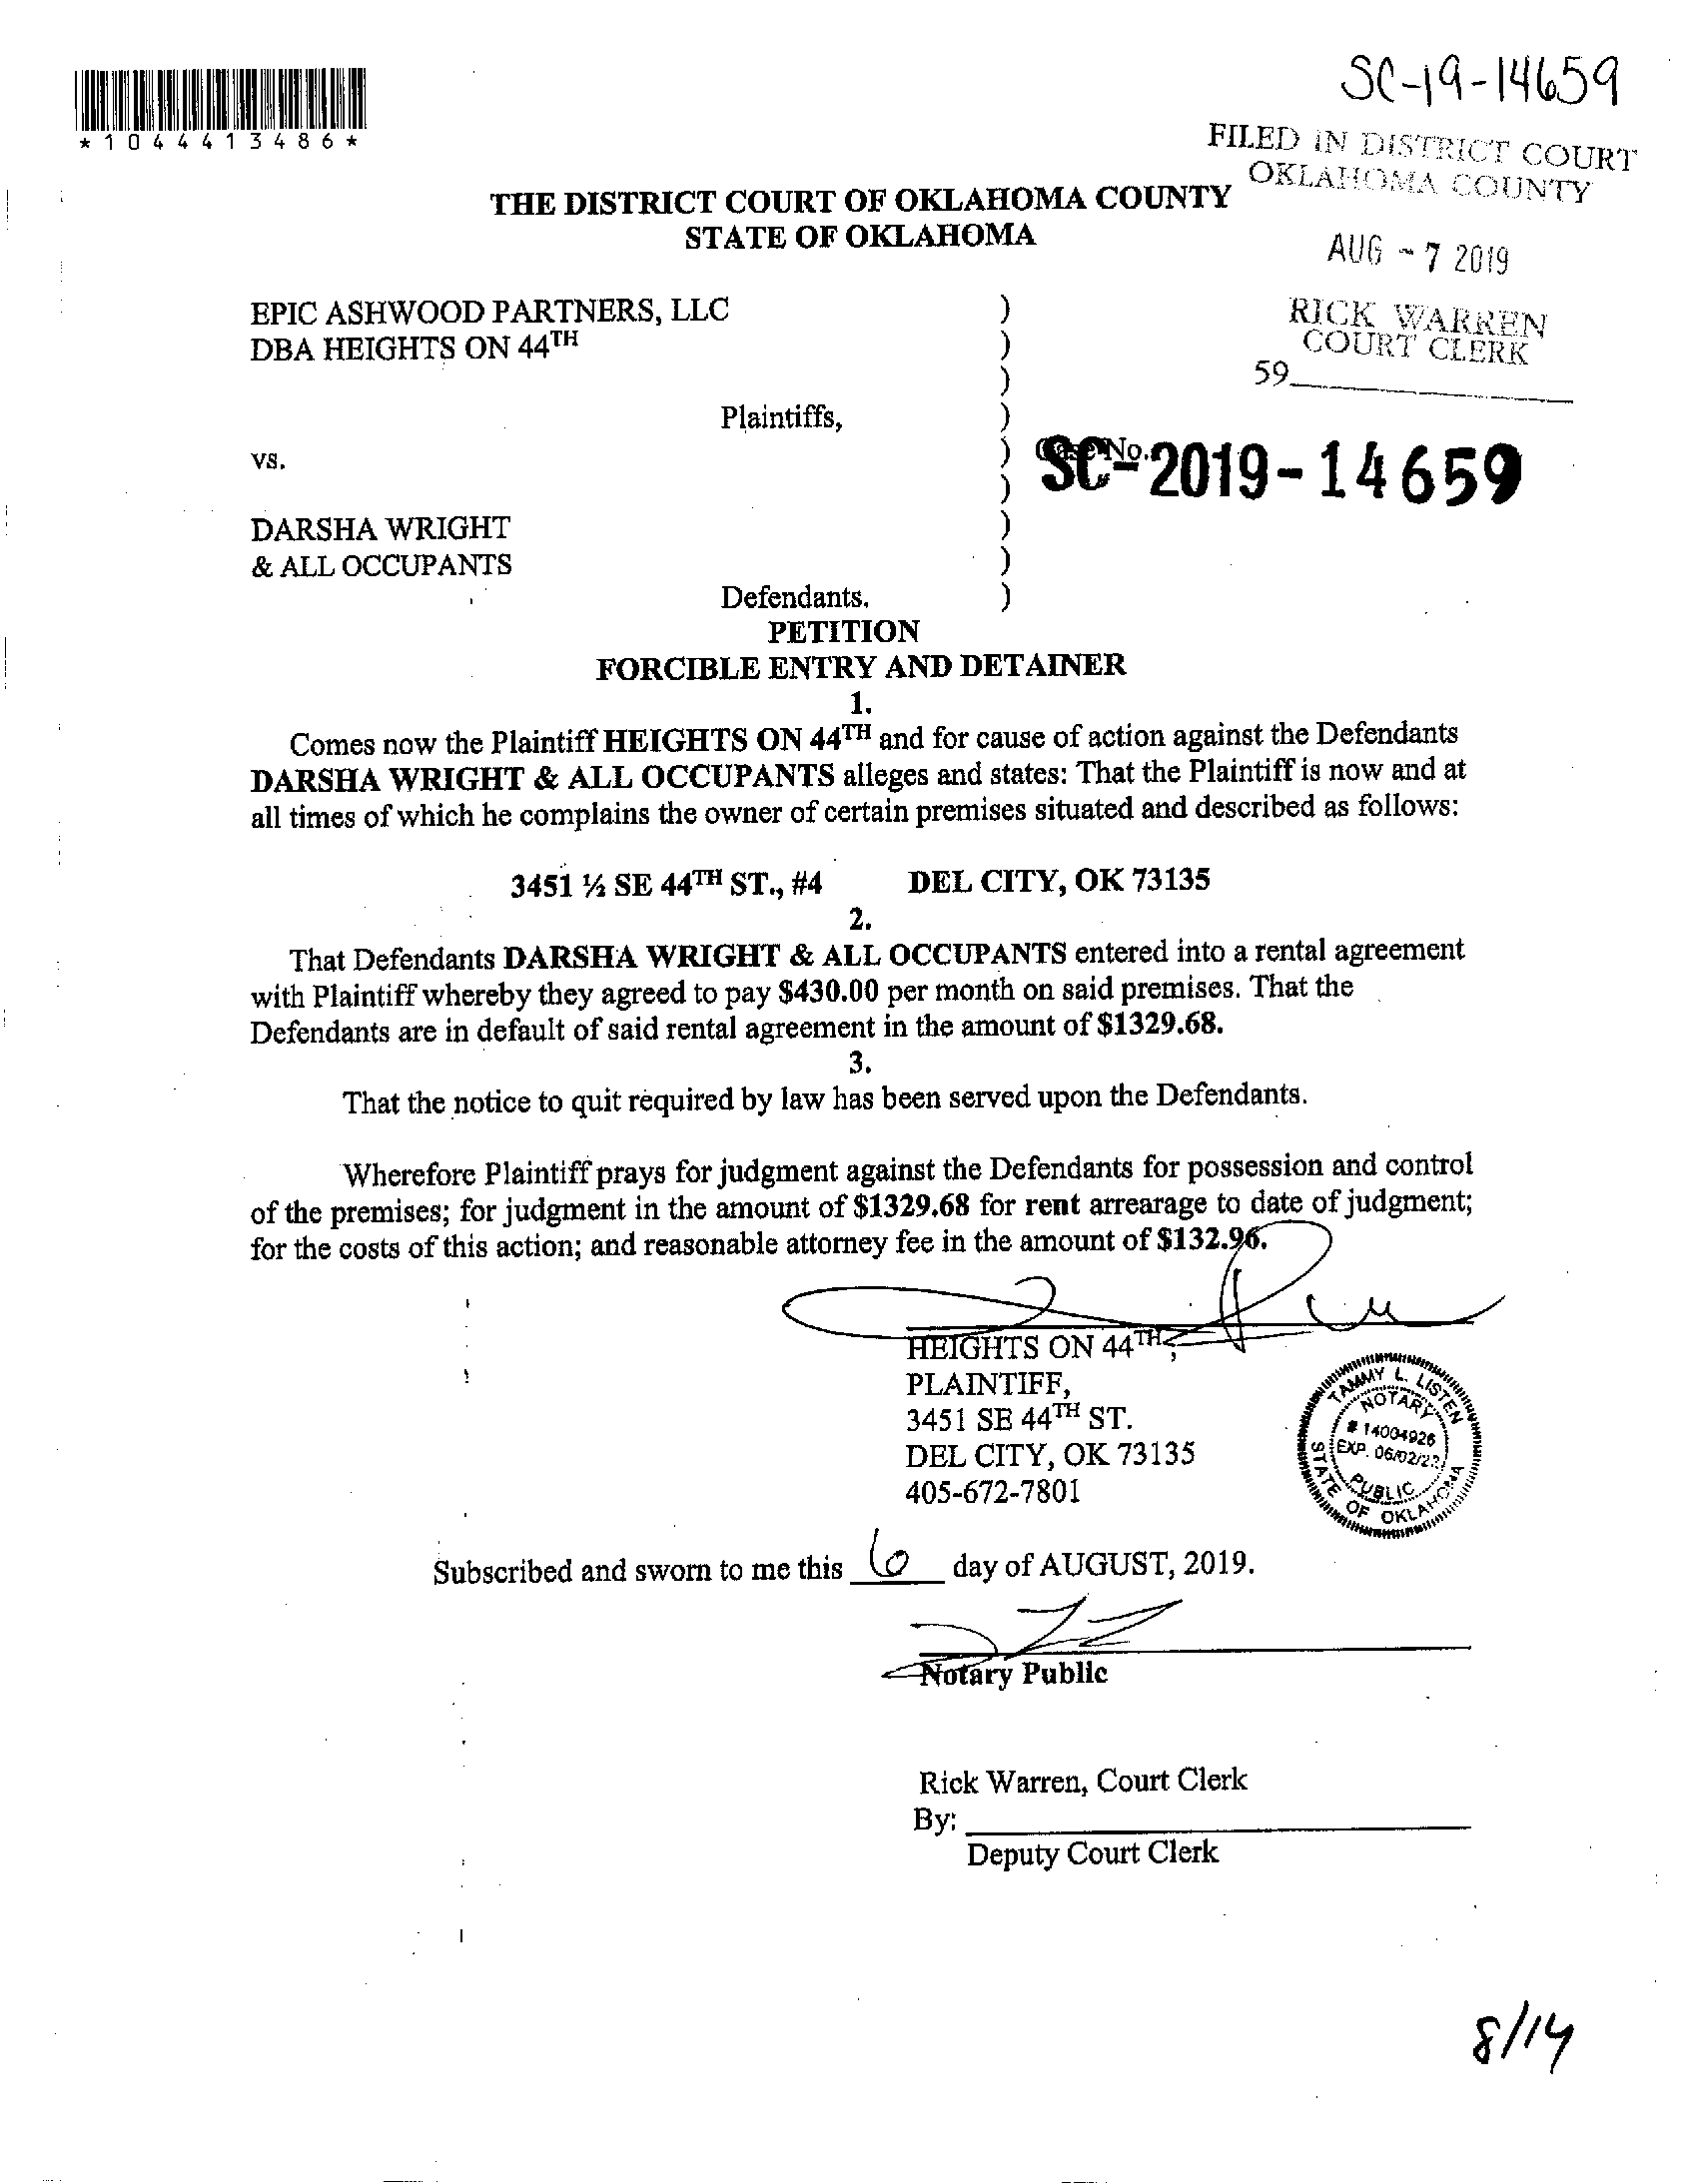 SC-19-14659
*1044413486*
FILED IN DISTRICT COURT
OKLAHOMA COUNTY
THE DISTRICT COURT OF OKLAHOMA COUNTY
STATE OF OKLAHOMA
AUG - 7 2019
RICK WARREN
COURT CLERK
59
EPIC ASHWOOD PARTNERS, LLC )
DBA HEIGHTS ON 44TH )
)
Plaintiffs, )
vs. ) Case No. SC-2019-14659
)
DARSHA WRIGHT )
& ALL OCCUPANTS )
Defendants. )
PETITION
FORCIBLE ENTRY AND DETAINER
1.
Comes now the Plaintiff HEIGHTS ON 44TH and for cause of action against the Defendants
DARSHA WRIGHT & ALL OCCUPANTS alleges and states: That the Plaintiff is now and at
all times of which he complains the owner of certain premises situated and described as follows:
3451 ½ SE 44TH ST., #4 DEL CITY, OK 73135
2.
That Defendants DARSHA WRIGHT & ALL OCCUPANTS entered into a rental agreement
with Plaintiff whereby they agreed to pay $430.00 per month on said premises. That the
Defendants are in default of said rental agreement in the amount of $1329.68.
3.
That the notice to quit required by law has been served upon the Defendants.
Wherefore Plaintiff prays for judgment against the Defendants for possession and control
of the premises; for judgment in the amount of $1329.68 for rent arrearage to date of judgment;
for the costs of this action; and reasonable attorney fee in the amount of $132.96.
HEIGHTS ON 44TH,
PLAINTIFF,
3451 SE 44TH ST.
DEL CITY, OK 73135
405-672-7801
TAMMY L. LISTEN
NOTARY
# 14004926
EXP. 06/02/22
PUBLIC
STATE OF OKLAHOMA
Subscribed and sworn to me this 6 day of AUGUST, 2019.
Notary Public
Rick Warren, Court Clerk
By:
Deputy Court Clerk
8/14